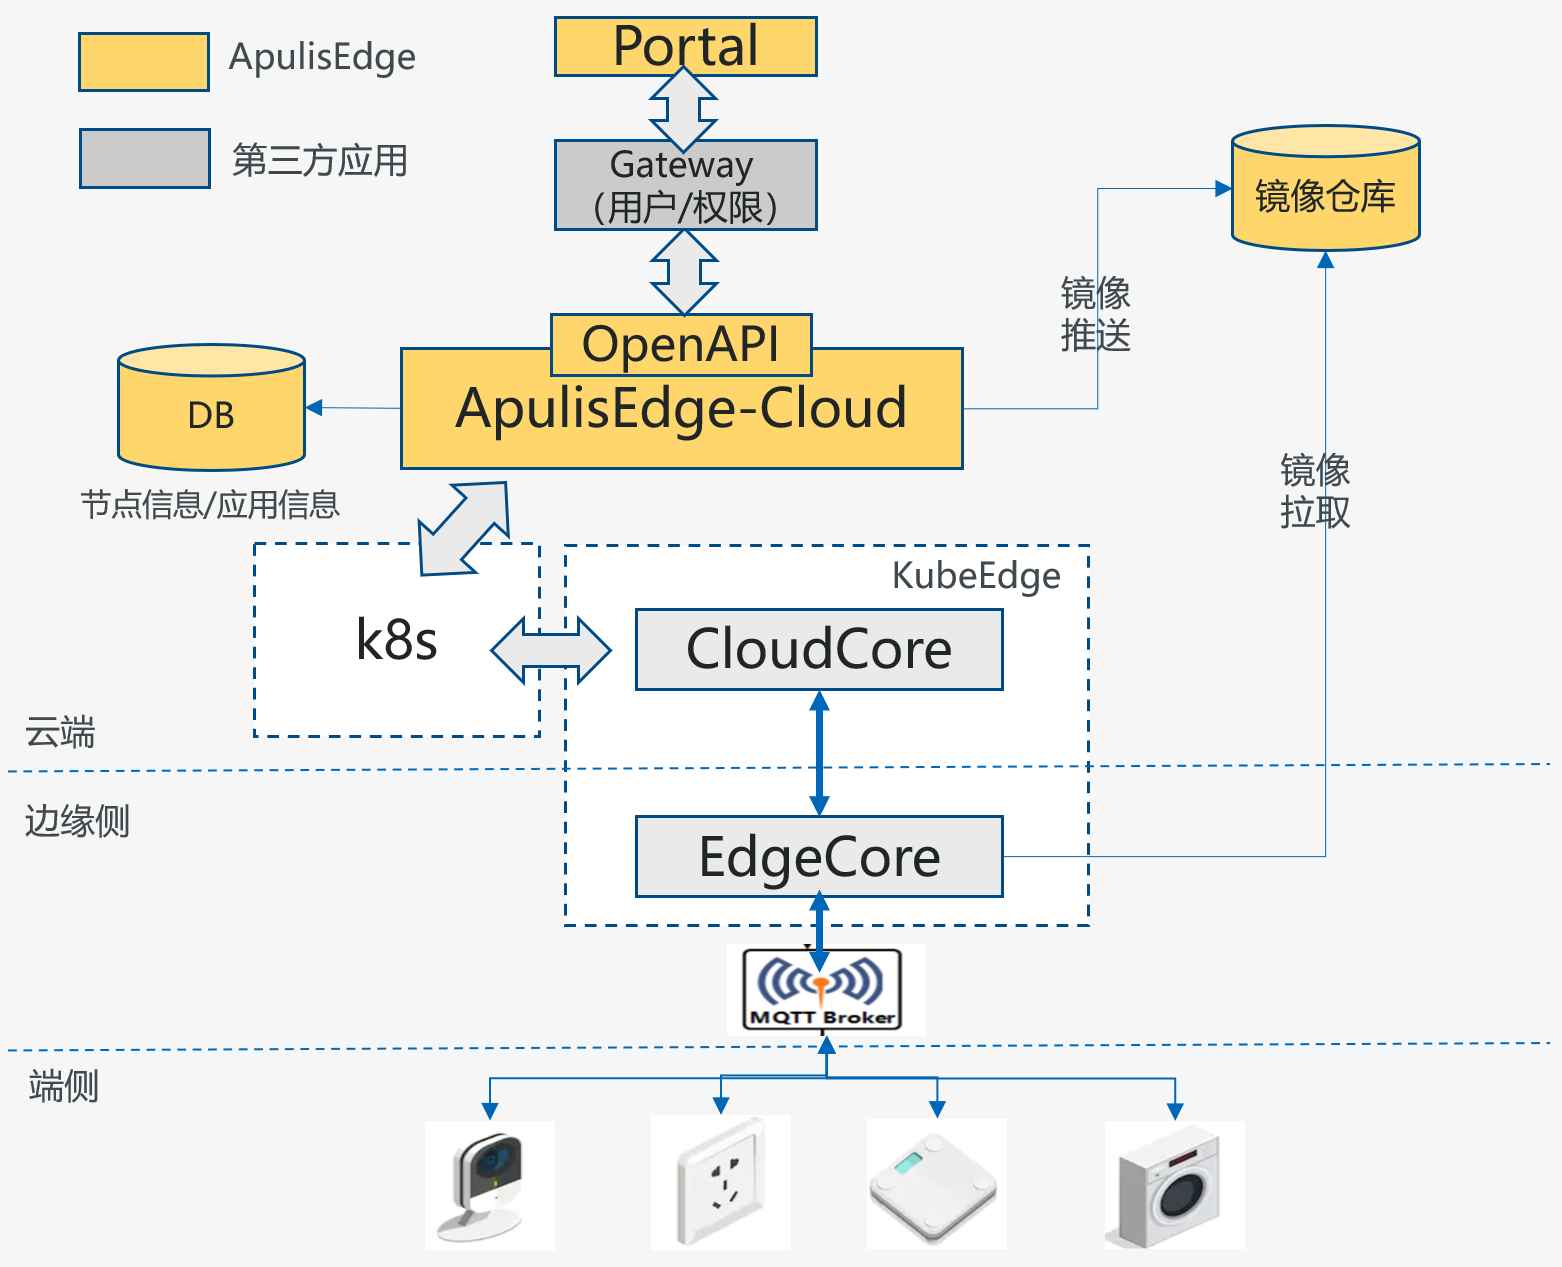 ApulisEdge
第三方应用
Portal
Gateway
（用户/权限）
OpenAPI
ApulisEdge-Cloud
DB
节点信息/应用信息
镜像仓库
镜像
推送
镜像
拉取
k8s
KubeEdge
CloudCore
云端
边缘侧
EdgeCore
MQTT Broker
端侧